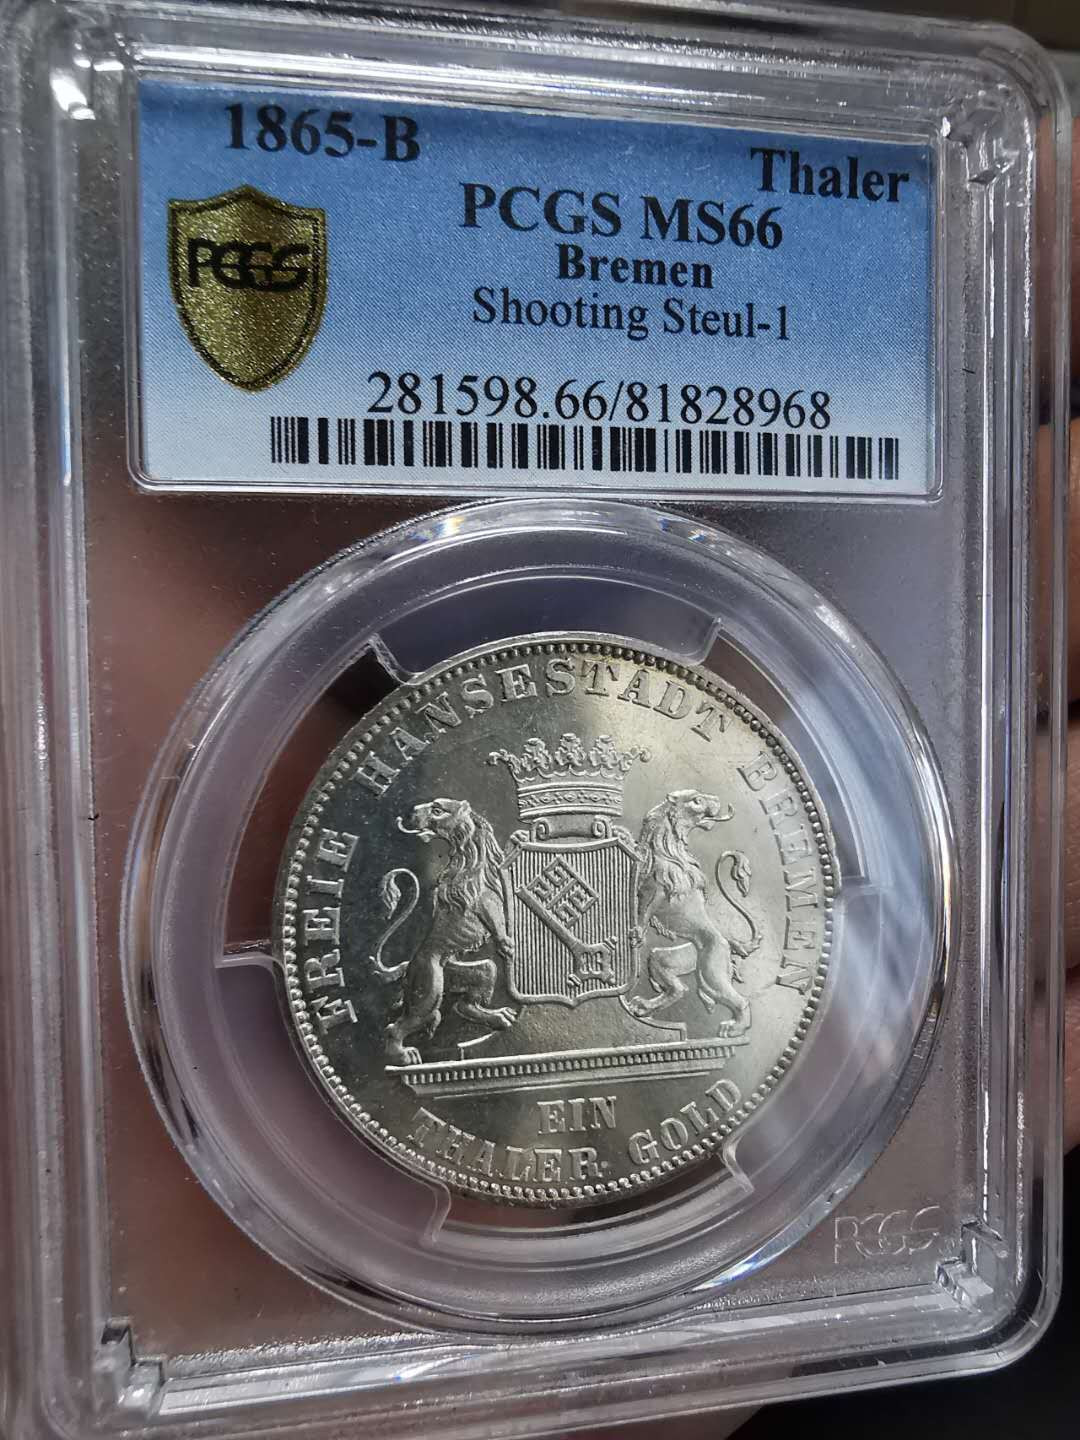 1865-B
Thaler
PCGS MS66
Bremen
Shooting Steul-1
281598.66/81828968
PCGS
FREIE HANSESTADT BREMEN
EIN
THALER. GOLD
PCGS